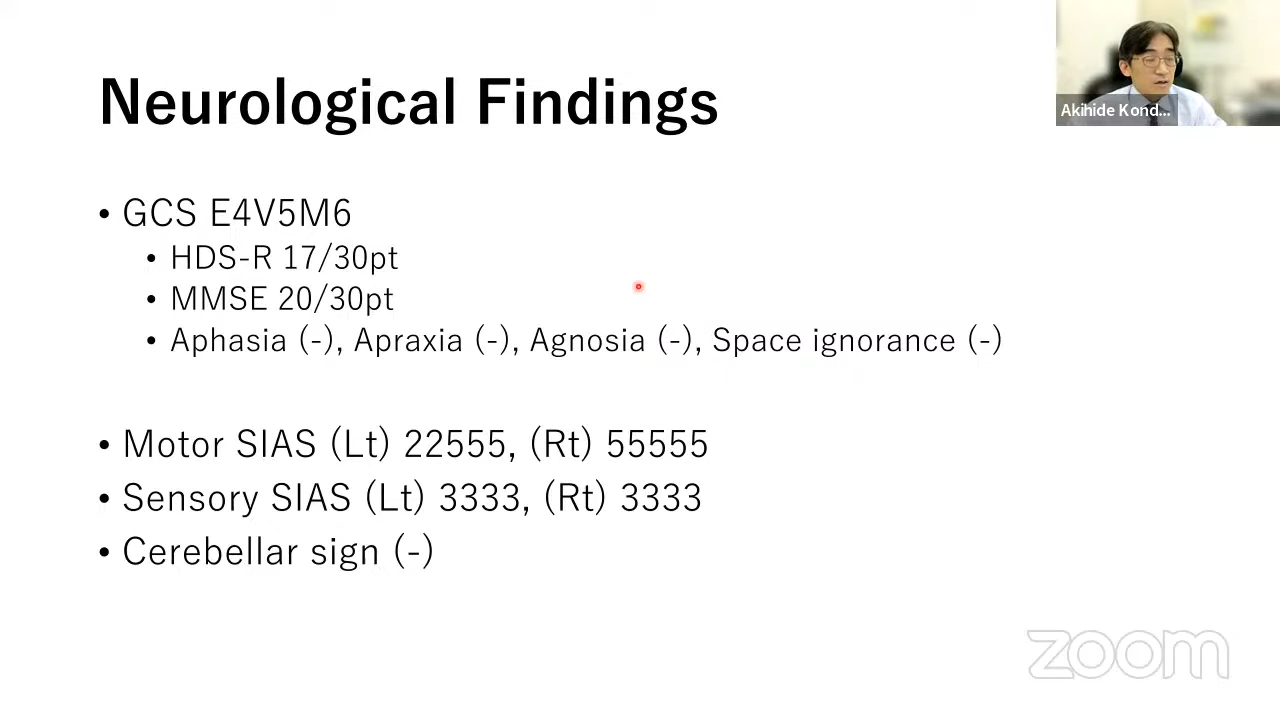 Neurological Findings
Akihide Kond...
• GCS E4V5M6
• HDS-R 17/30pt
• MMSE 20/30pt
• Aphasia (-), Apraxia (-), Agnosia (-), Space ignorance (-)
• Motor SIAS (Lt) 22555, (Rt) 55555
• Sensory SIAS (Lt) 3333, (Rt) 3333
• Cerebellar sign (-)
zoom